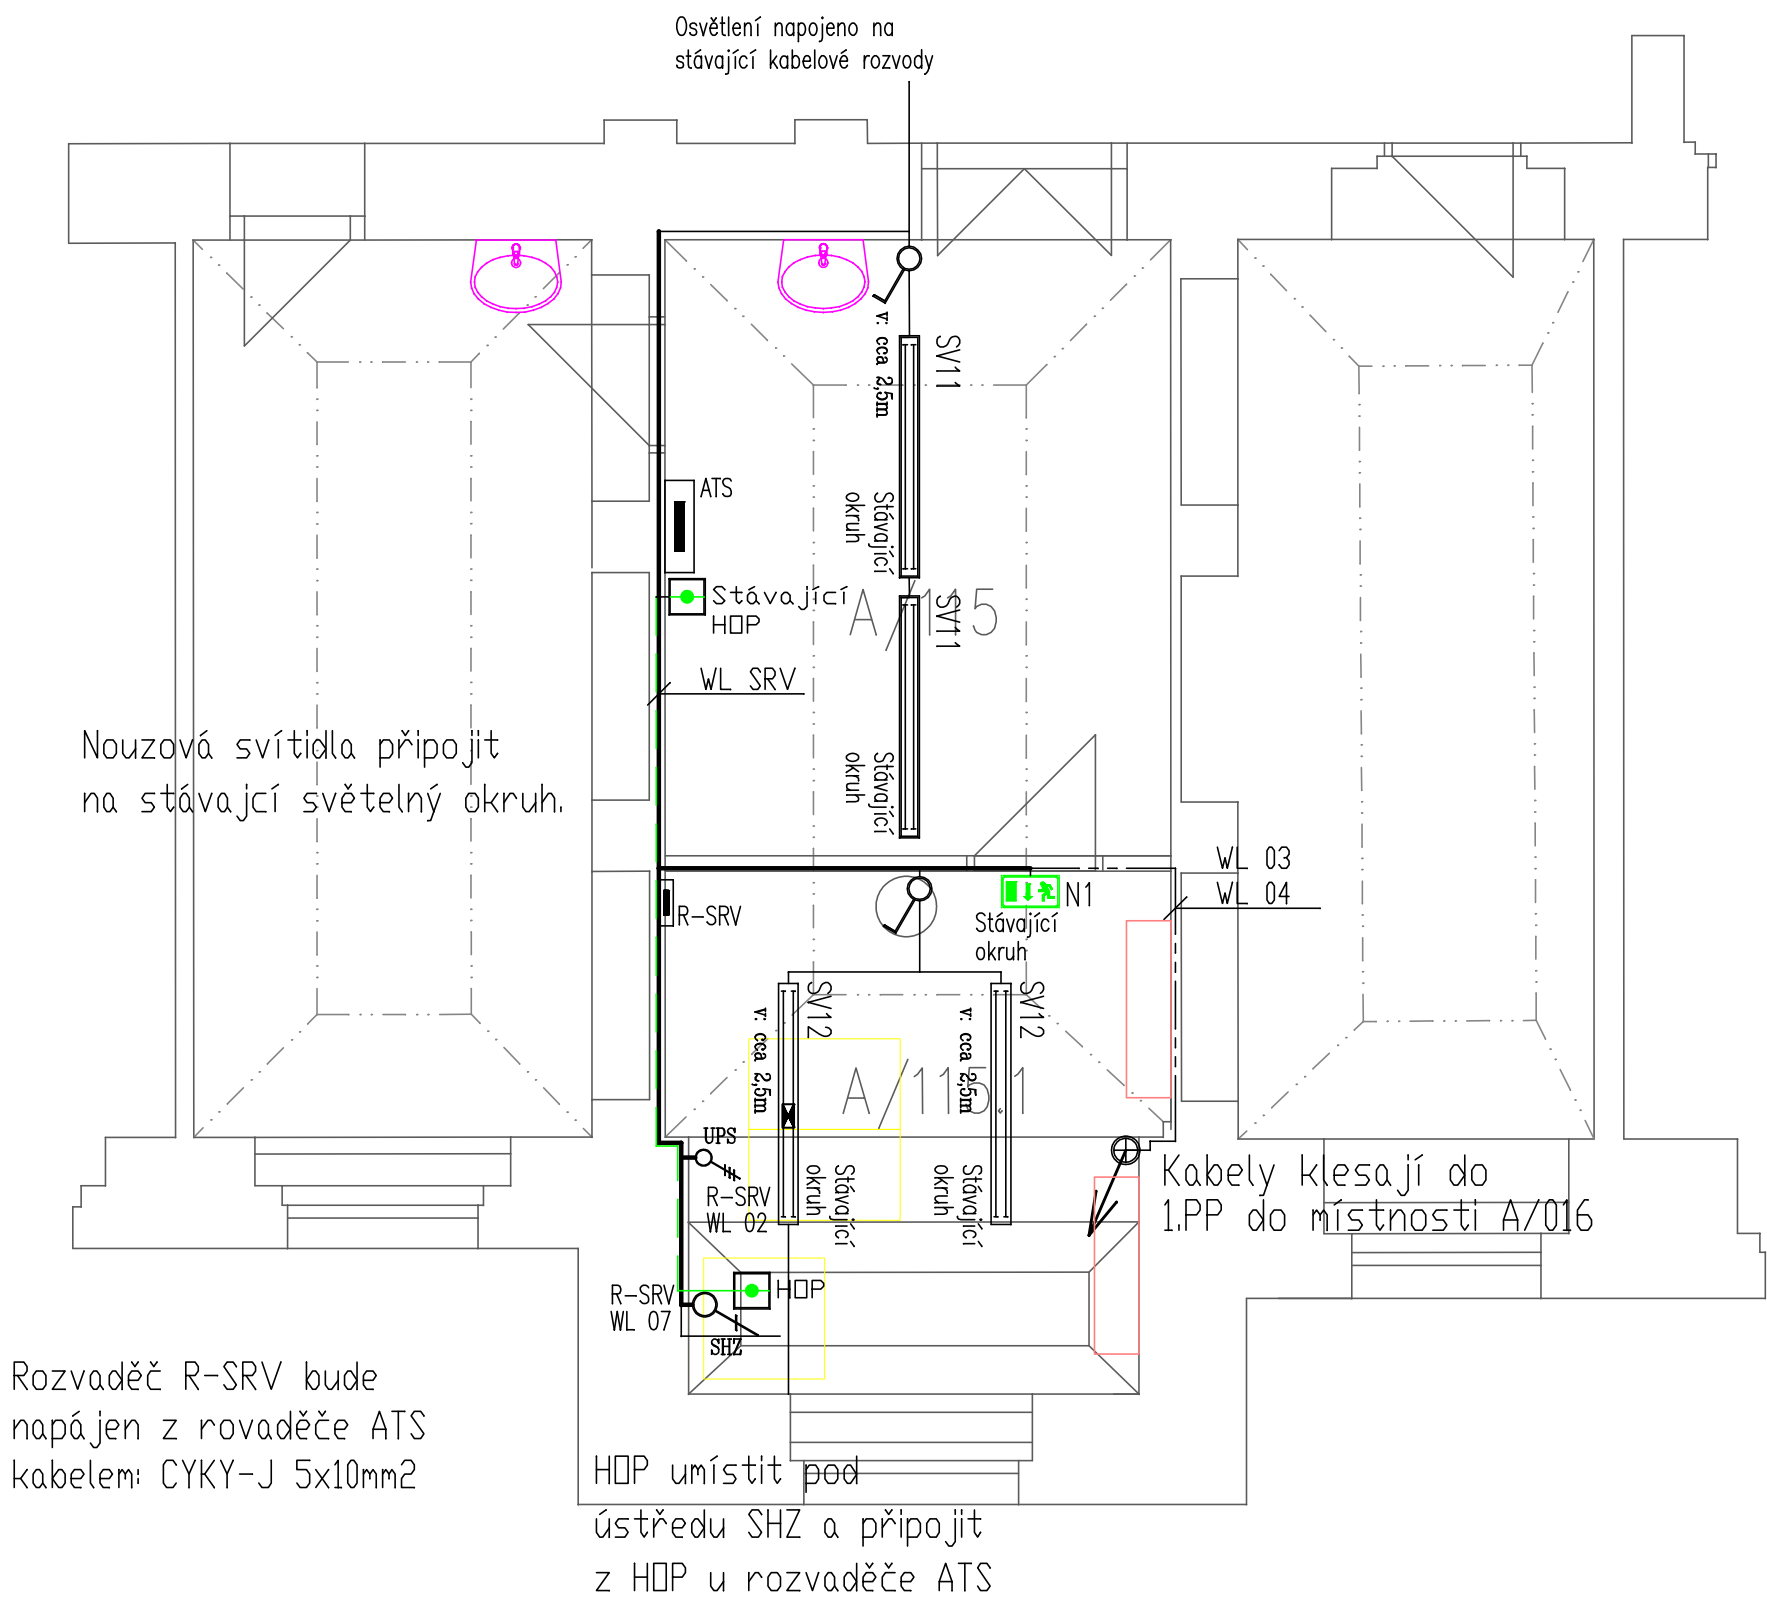 Osvětlení napojeno na
stávající kabelové rozvody
v: cca 2,5m
SV11
Stávající
okruh
ATS
Stávající
HOP
A/115
SV11
WL SRV
Stávající
okruh
Nouzová svítidla připojit
na stávajcí světelný okruh.
WL 03
WL 04
R-SRV
N1
Stávající
okruh
SV12
v: cca 2,5m
SV12
v: cca 2,5m
A/115.1
UPS
R-SRV
WL 02
Stávající
okruh
Stávající
okruh
Kabely klesají do
1.PP do místnosti A/016
HOP
R-SRV
WL 07
SHZ
Rozvaděč R-SRV bude
napájen z rovaděče ATS
kabelem: CYKY-J 5x10mm2
HOP umístit pod
ústředu SHZ a připojit
z HOP u rozvaděče ATS